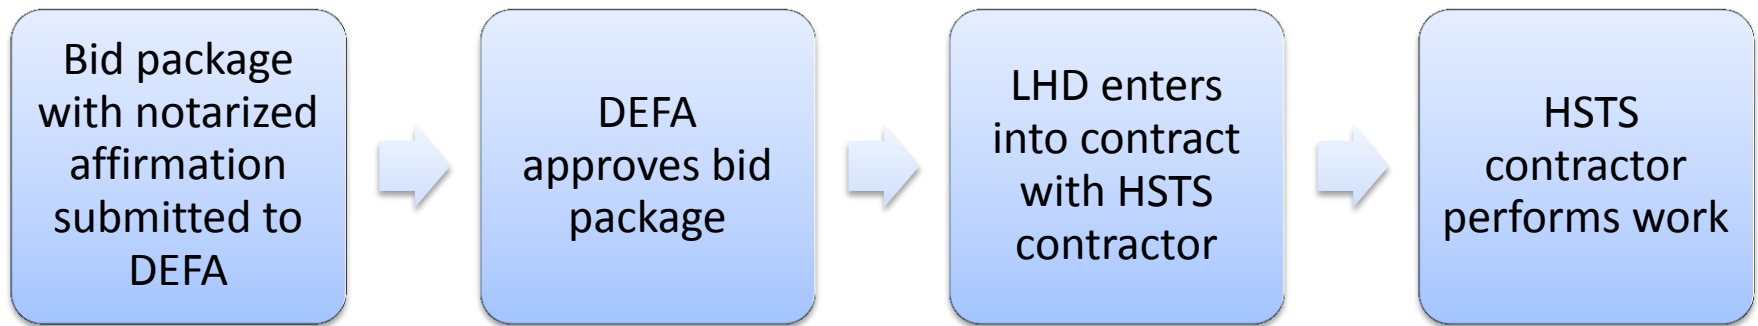 Bid package
with notarized
affirmation
submitted to
DEFA
DEFA
approves bid
package
LHD enters
into contract
with HSTS
contractor
HSTS
contractor
performs work